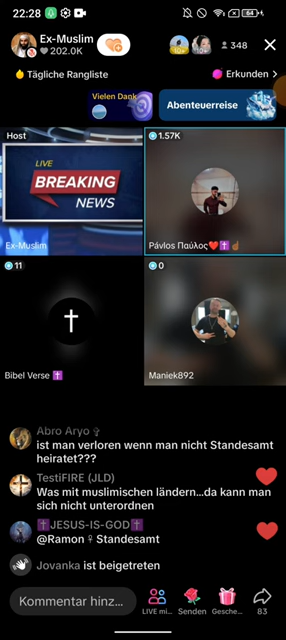 22:28
64
Ex-Muslim
202.0K
10+
10+
348
Tägliche Rangliste
Erkunden >
Vielen Dank
Abenteuerreise
Host
1.57K
LIVE
BREAKING
NEWS
Ex-Muslim
Pávlos Παύλος❤️✝️☝🏾
11
0
Bibel Verse ✝️
Maniek892
Abro Aryo ✞
ist man verloren wenn man nicht Standesamt
heiratet???
TestiFIRE (JLD)
Was mit muslimischen ländern...da kann man
sich nicht unterordnen
✝️JESUS-IS-GOD✝️
@Ramon ♀ Standesamt
Jovanka ist beigetreten
Kommentar hinz...
LIVE mi...
Senden
Gesche...
83